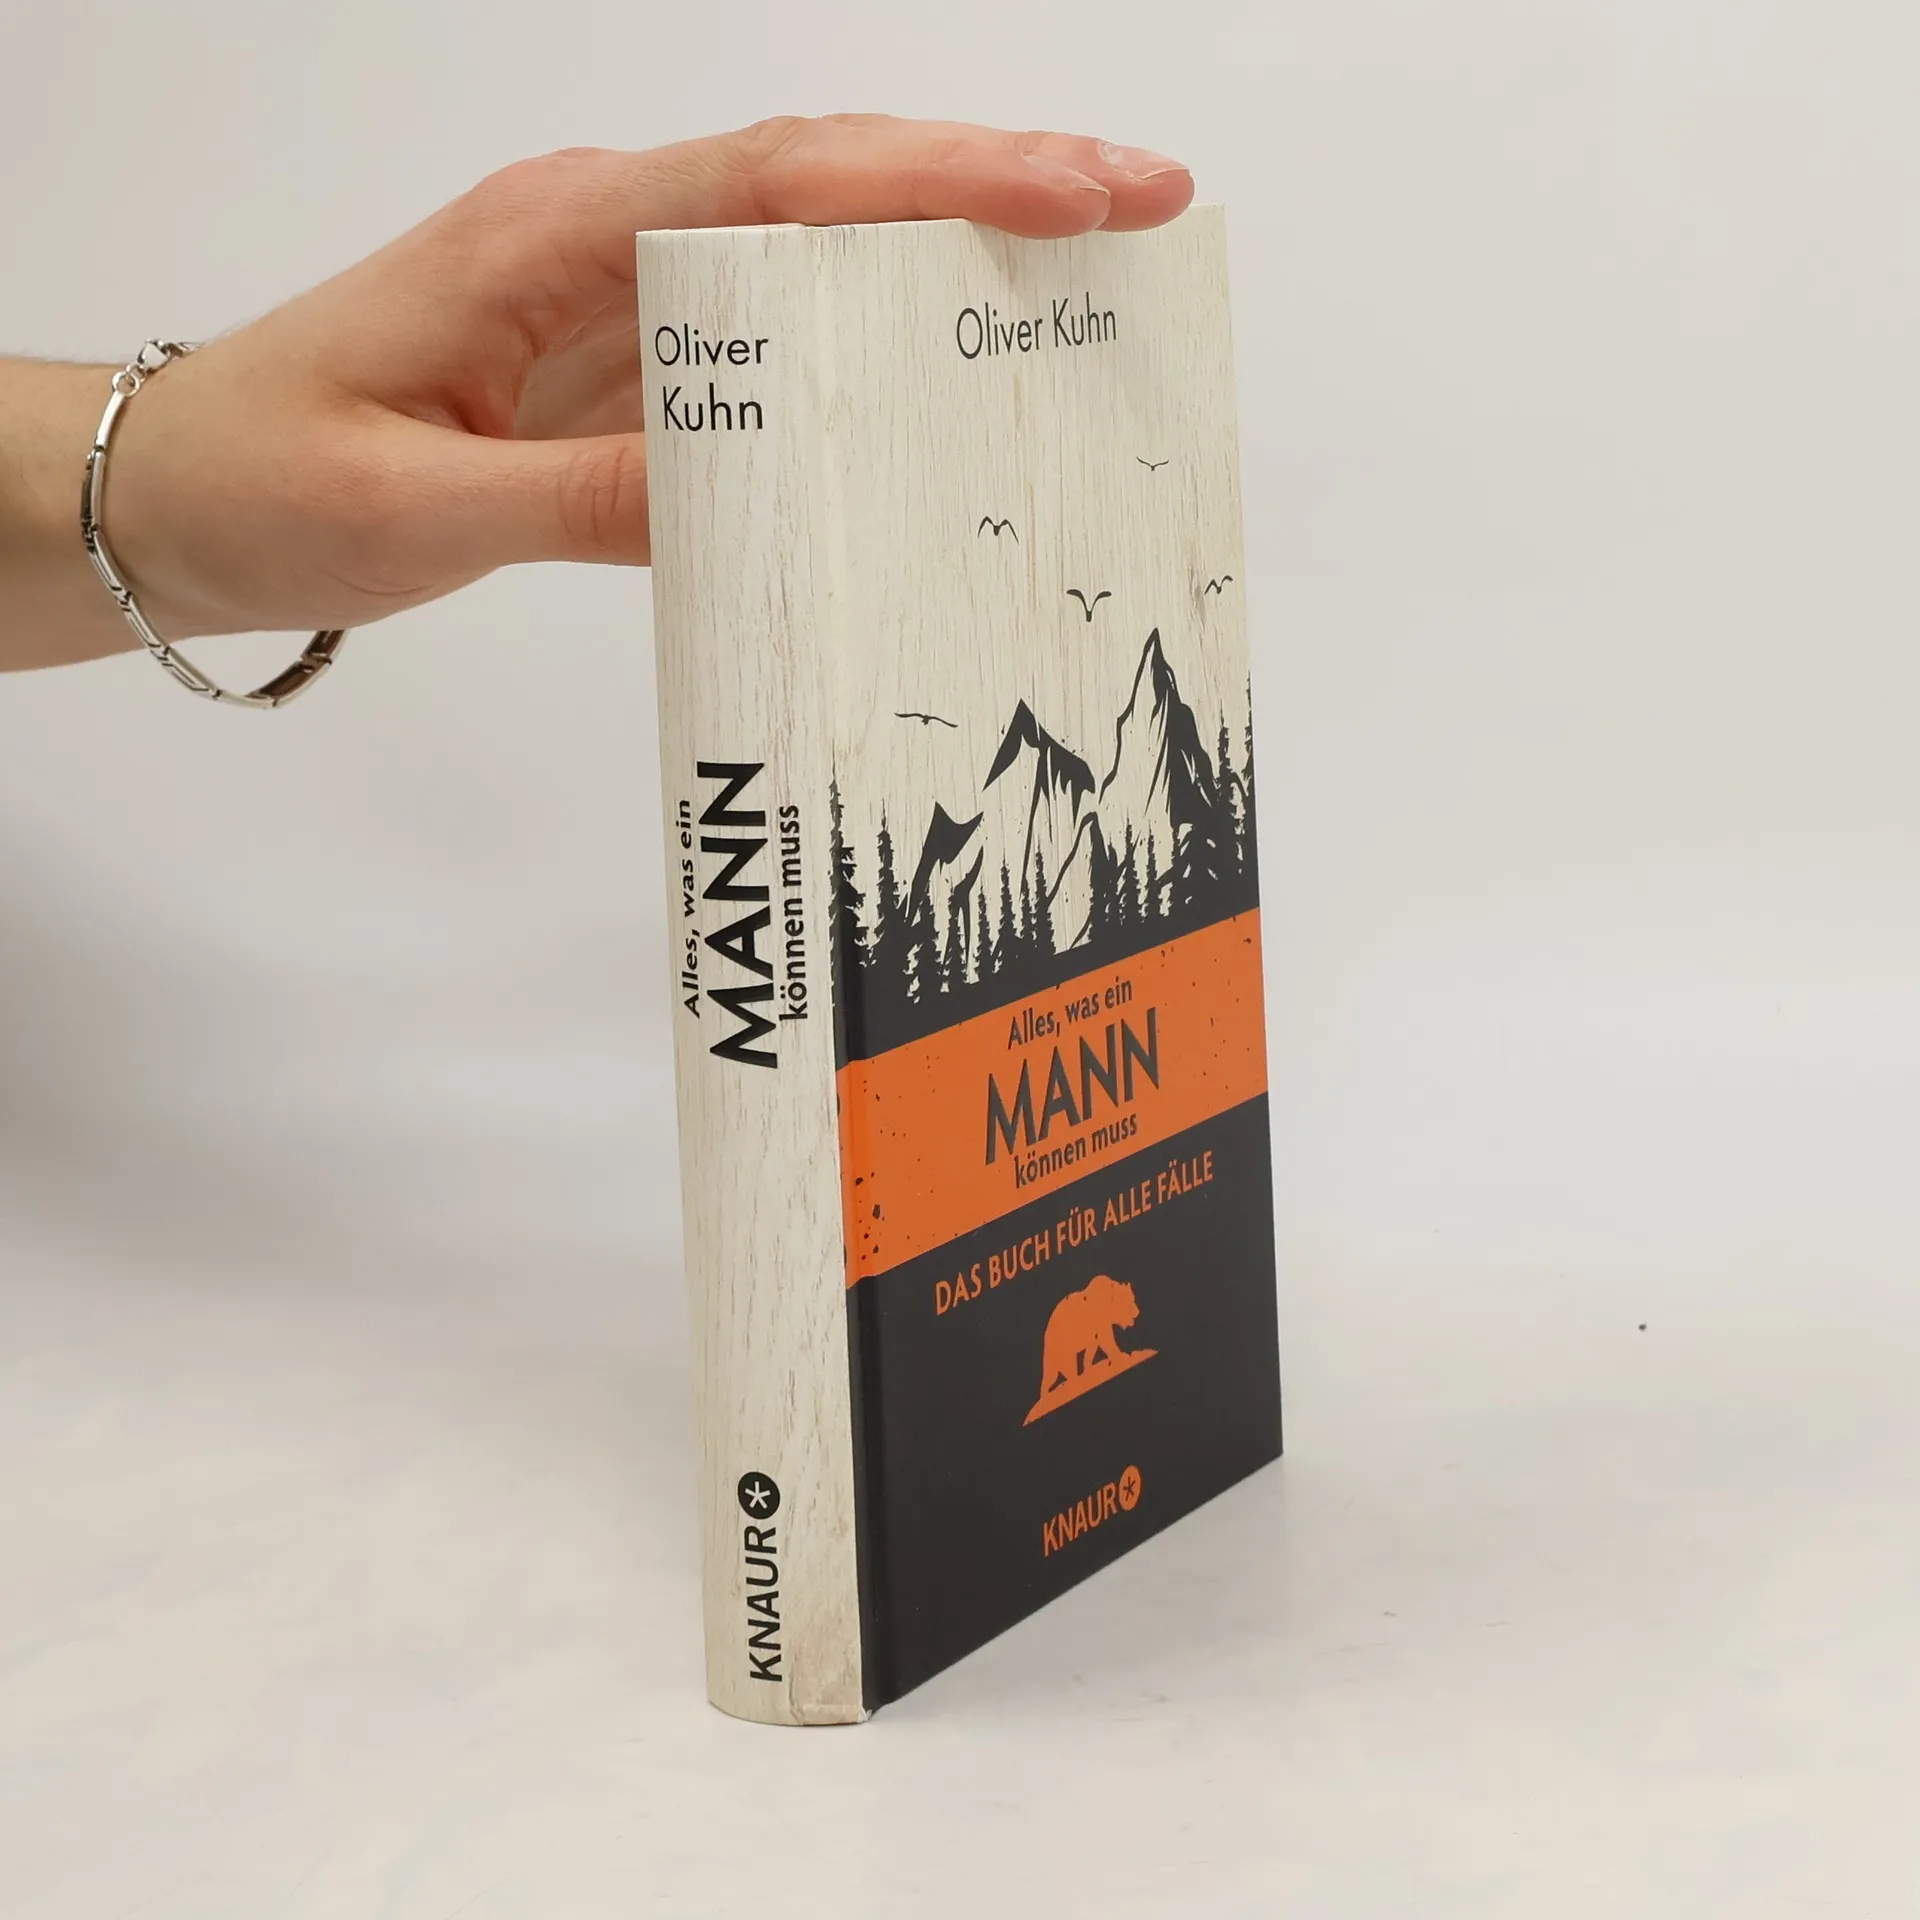 Oliver
Kuhn
Alles, was ein
MANN
können muss
KNAUR
Oliver Kuhn
Alles, was ein
MANN
können muss
DAS BUCH FÜR ALLE FÄLLE
KNAUR